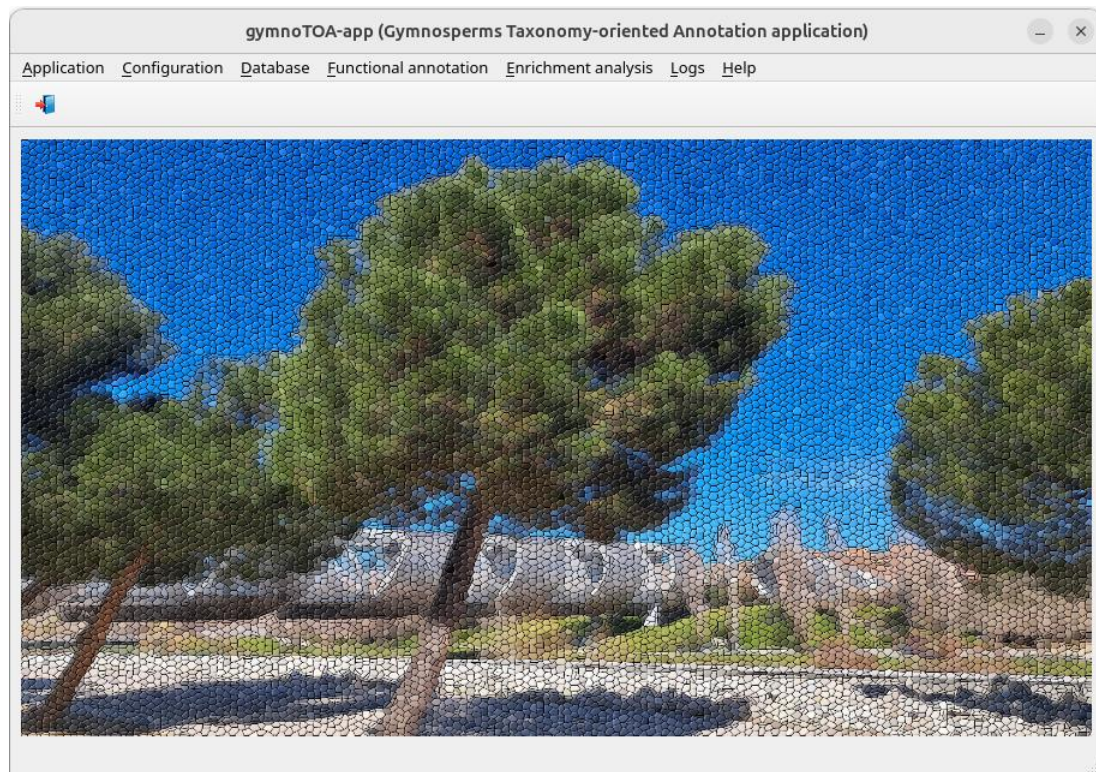 gymnoTOA-app (Gymnosperms Taxonomy-oriented Annotation application)
Application Configuration Database Functional annotation Enrichment analysis Logs Help